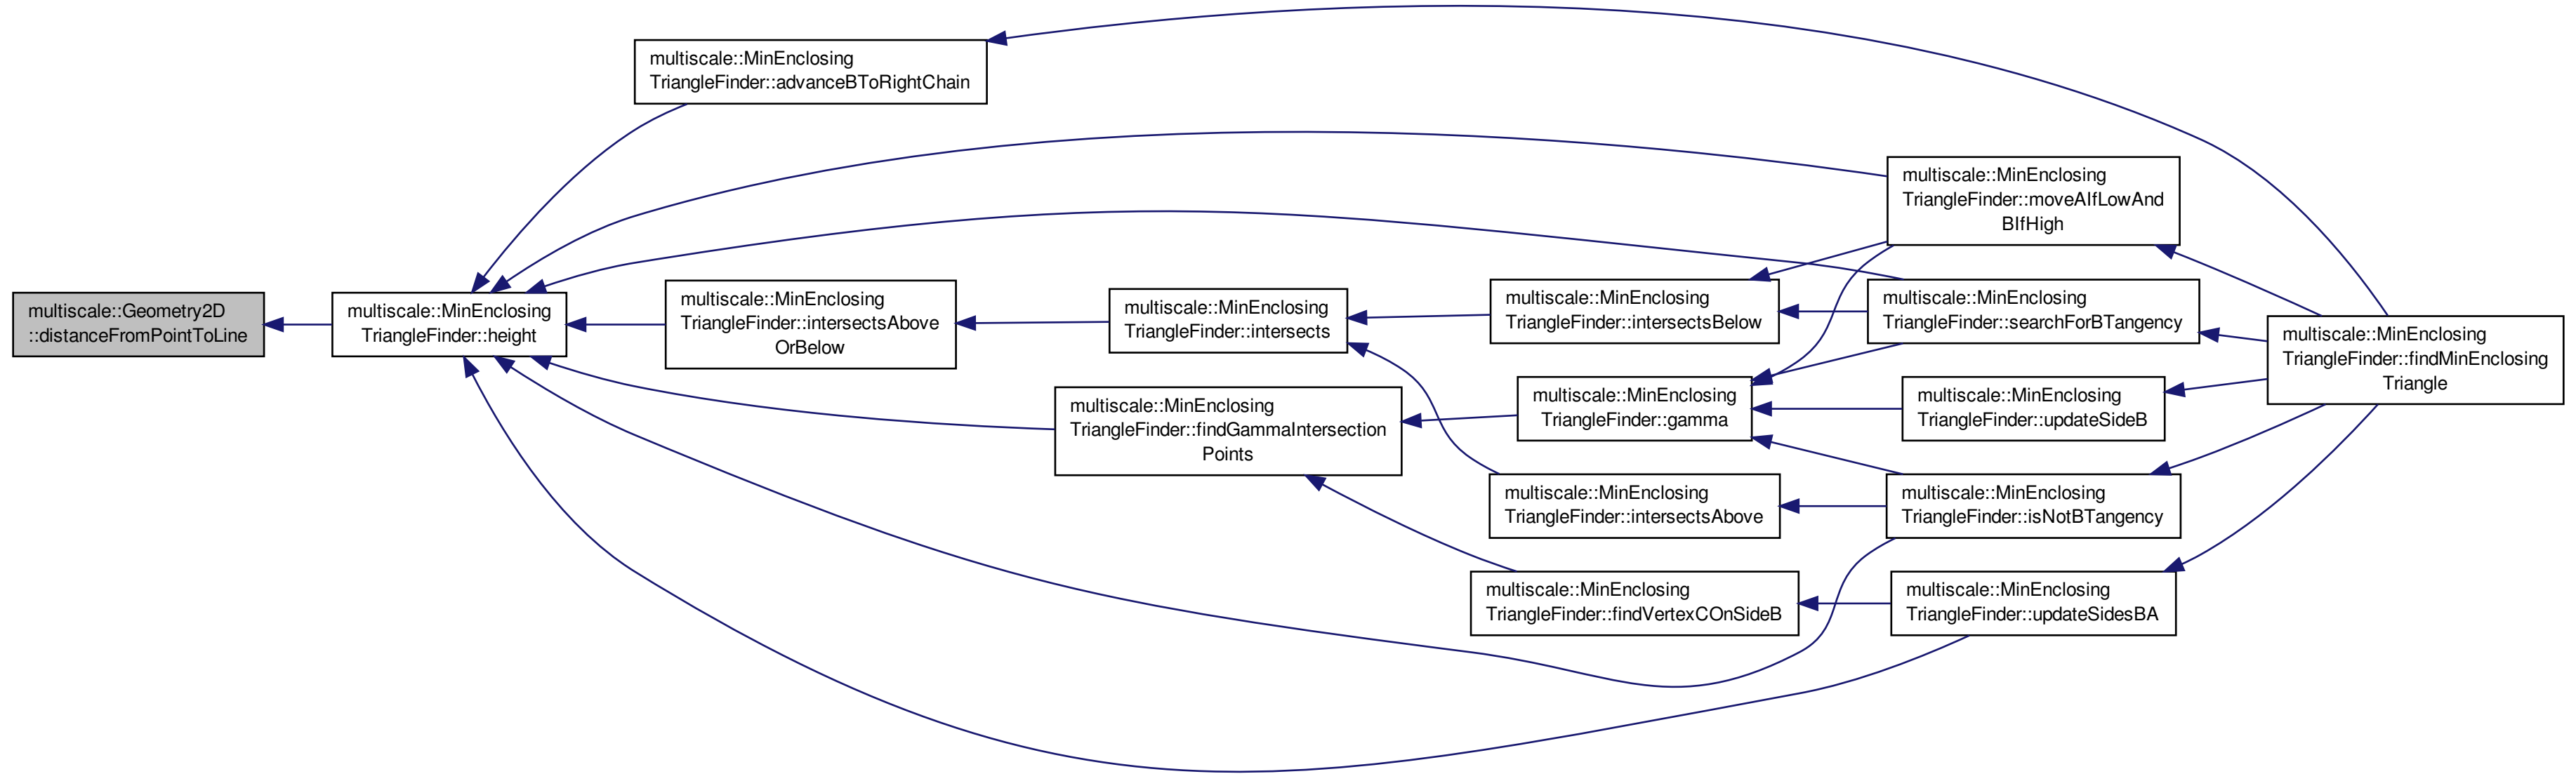 multiscale::Geometry2D
::distanceFromPointToLine
multiscale::MinEnclosing
TriangleFinder::height
multiscale::MinEnclosing
TriangleFinder::advanceBToRightChain
multiscale::MinEnclosing
TriangleFinder::intersectsAbove
OrBelow
multiscale::MinEnclosing
TriangleFinder::intersects
multiscale::MinEnclosing
TriangleFinder::findGammaIntersection
Points
multiscale::MinEnclosing
TriangleFinder::intersectsBelow
multiscale::MinEnclosing
TriangleFinder::gamma
multiscale::MinEnclosing
TriangleFinder::intersectsAbove
multiscale::MinEnclosing
TriangleFinder::findVertexCOnSideB
multiscale::MinEnclosing
TriangleFinder::moveAIfLowAnd
BIfHigh
multiscale::MinEnclosing
TriangleFinder::searchForBTangency
multiscale::MinEnclosing
TriangleFinder::updateSideB
multiscale::MinEnclosing
TriangleFinder::isNotBTangency
multiscale::MinEnclosing
TriangleFinder::updateSidesBA
multiscale::MinEnclosing
TriangleFinder::findMinEnclosing
Triangle